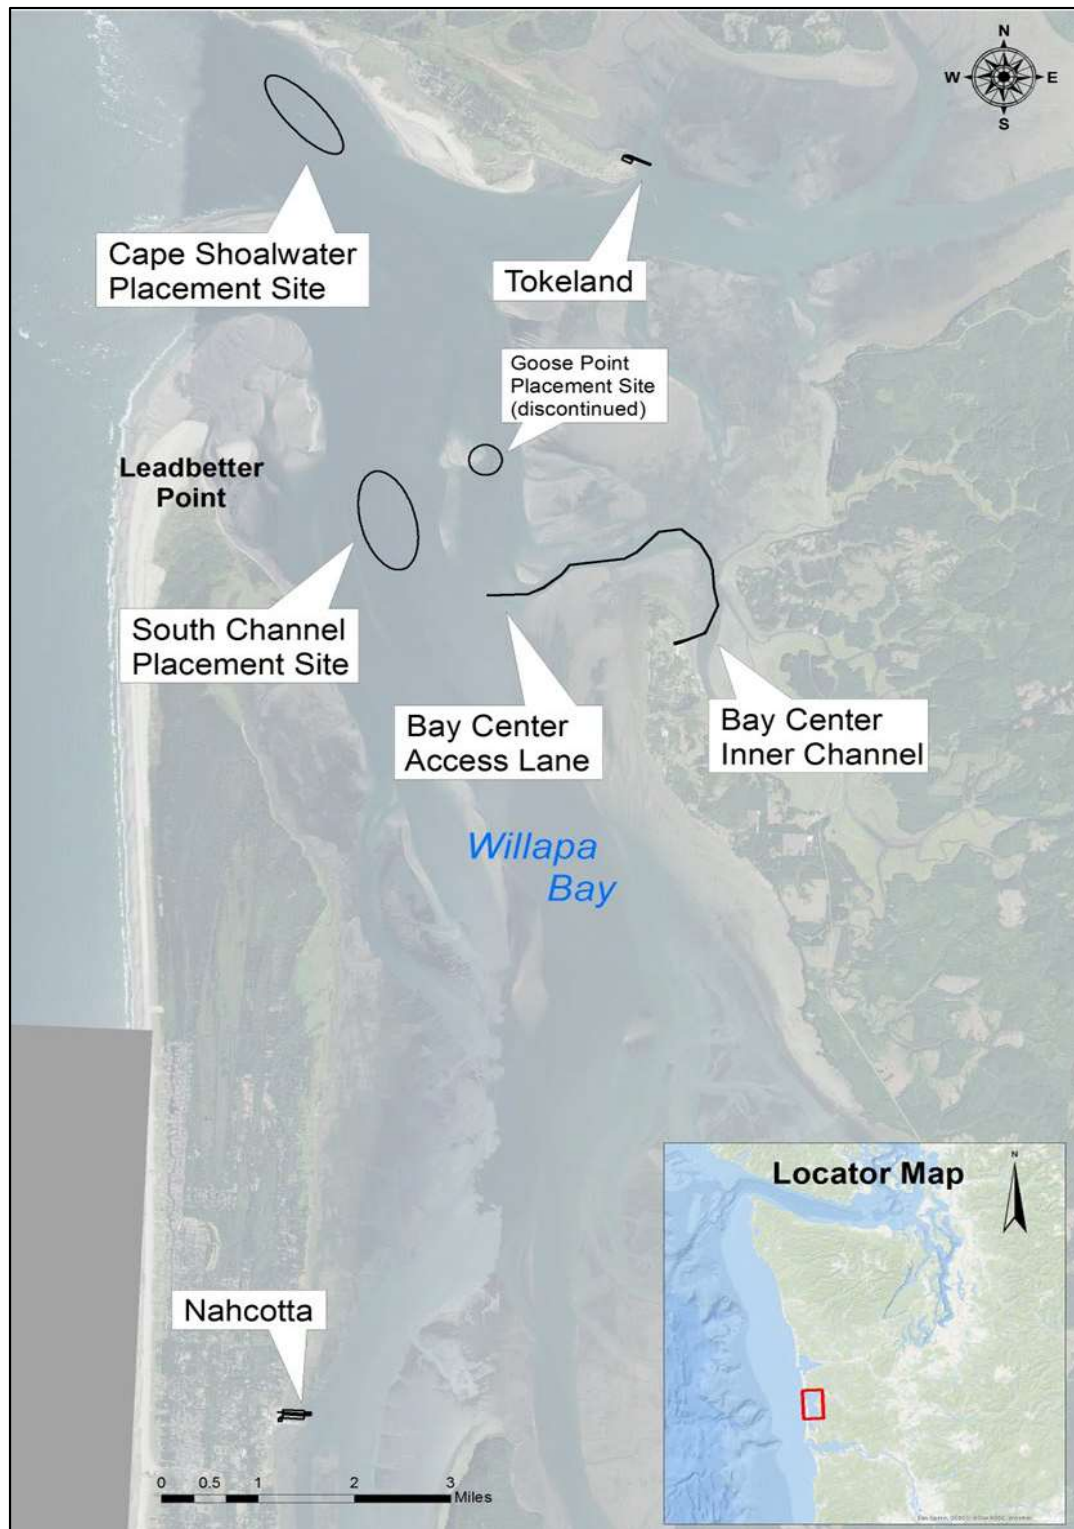 N
W E
S
Cape Shoalwater
Placement Site
Tokeland
Goose Point
Placement Site
(discontinued)
Leadbetter
Point
South Channel
Placement Site
Bay Center
Access Lane
Bay Center
Inner Channel
Willapa
Bay
Locator Map
N
Nahcotta
0 0.5 1 2 3
Miles